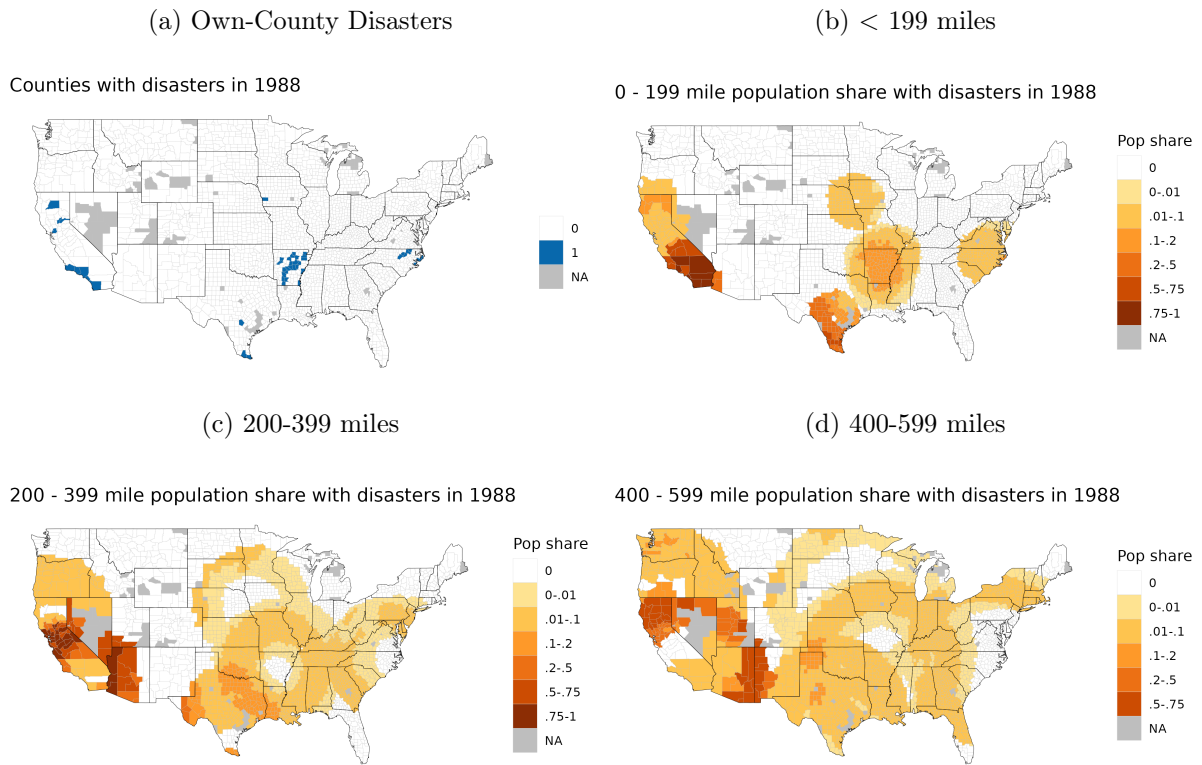 (a) Own-County Disasters
Counties with disasters in 1988
0
1
NA
(b) < 199 miles
0 - 199 mile population share with disasters in 1988
Pop share
0
0-.01
.01-.1
.1-2
.2-5
.5-75
.75-1
NA
(c) 200-399 miles
200 - 399 mile population share with disasters in 1988
Pop share
0
0-.01
.01-.1
.1-2
.2-5
.5-75
.75-1
NA
(d) 400-599 miles
400 - 599 mile population share with disasters in 1988
Pop share
0
0-.01
.01-.1
.1-2
.2-5
.5-.75
NA